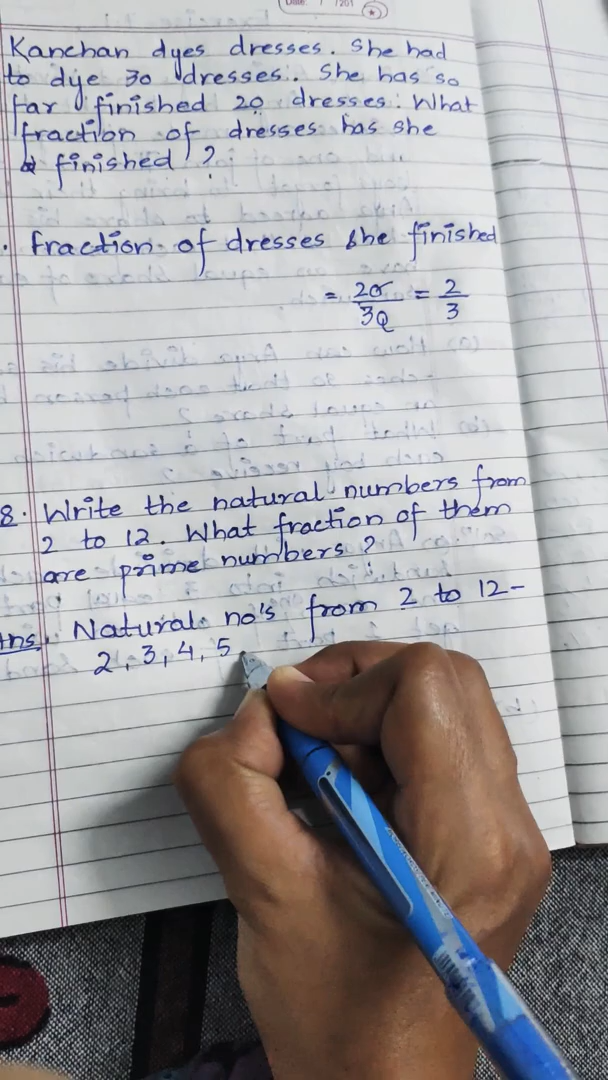 Date: / /201
Kanchan dyes dresses. She had
to dye 30 dresses. She has so
far finished 20 dresses. What
fraction of dresses has she
finished ?
. Fraction of dresses she finished
= 20/30 = 2/3
8. Write the natural numbers from
2 to 12. What fraction of them
are prime numbers ?
Ans. Natural no's from 2 to 12-
2, 3, 4, 5,